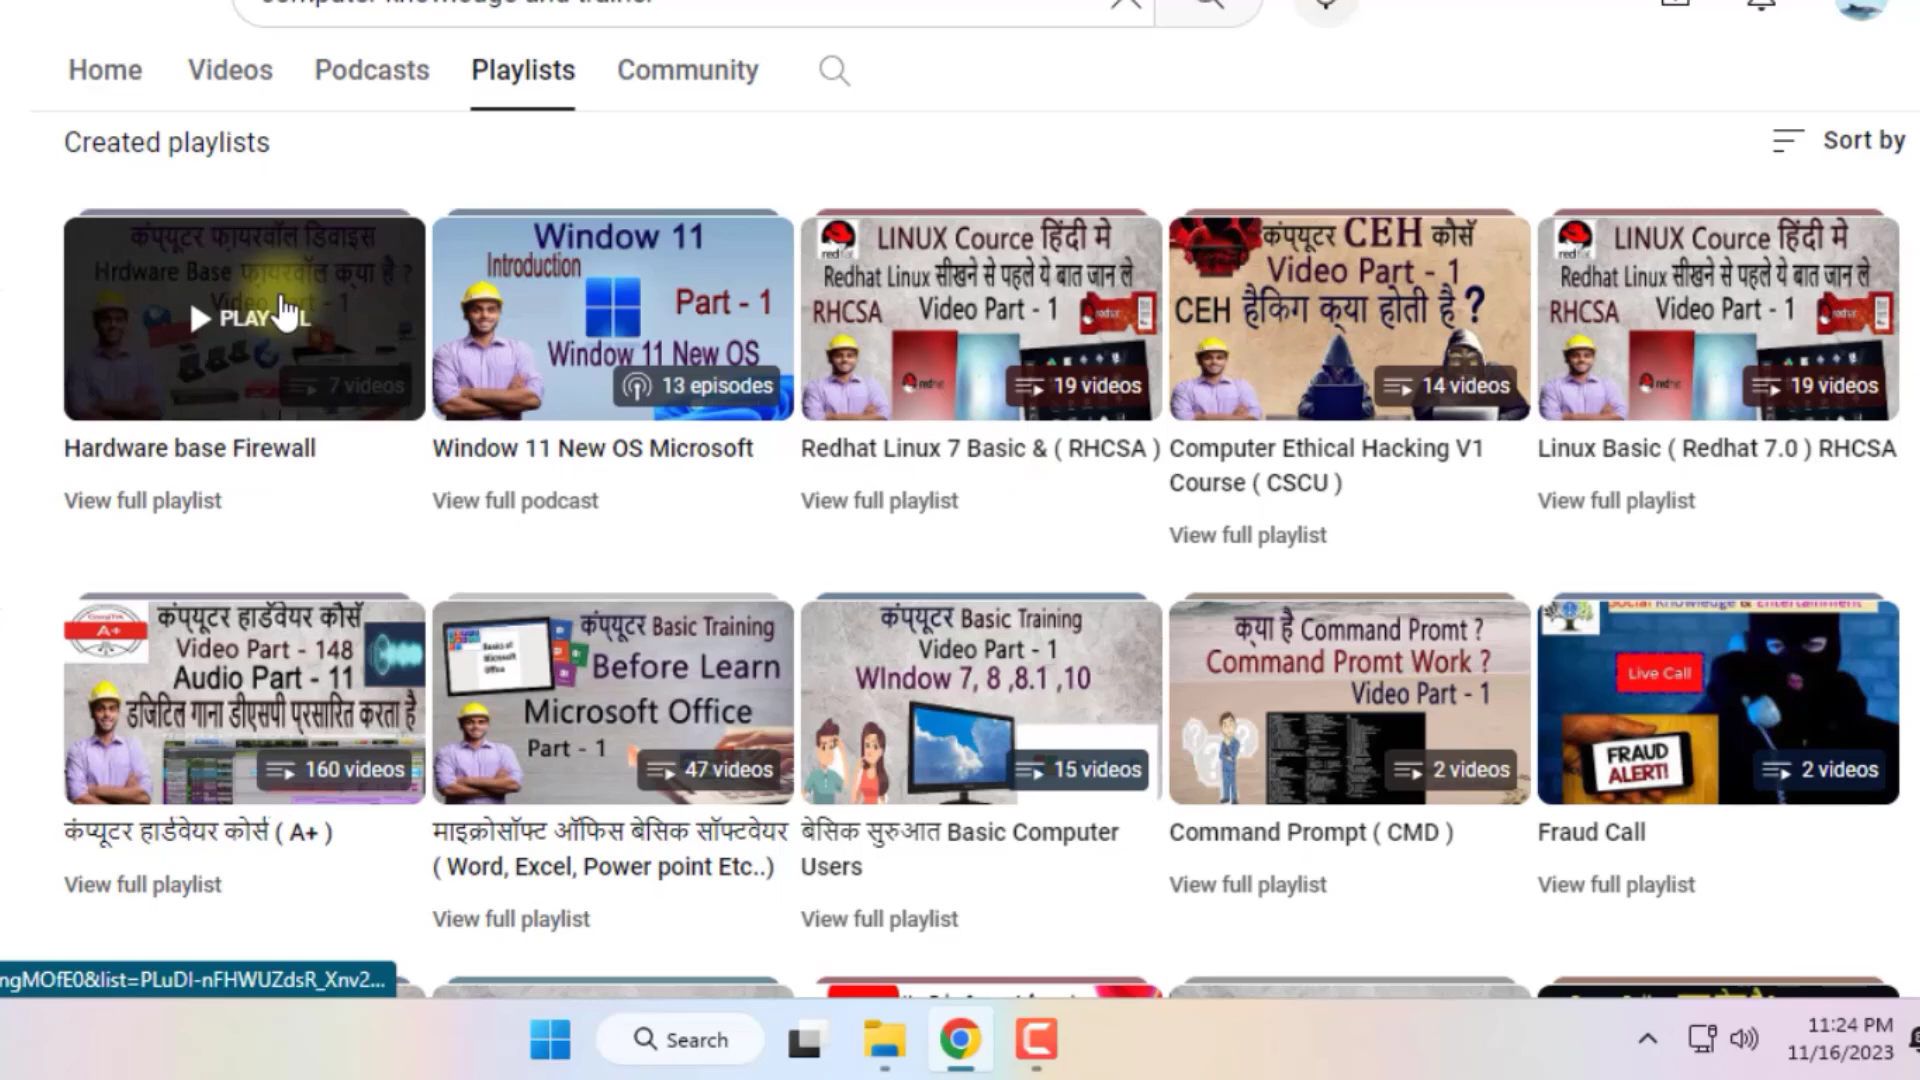 computer knowledge and trainer
Home Videos Podcasts Playlists Community
Created playlists
Sort by
कंप्यूटर फ़ायरवॉल डिवाइस
Hrdware Base फ़ायरवॉल क्या है ?
PLAY
7 videos
Hardware base Firewall
View full playlist
Window 11
Introduction
Part - 1
Window 11 New OS
13 episodes
Window 11 New OS Microsoft
View full podcast
LINUX Cource हिंदी मे
Redhat Linux सीखने से पहले ये बात जान ले
RHCSA Video Part - 1
19 videos
Redhat Linux 7 Basic & ( RHCSA )
View full playlist
कंप्यूटर CEH कौर्स
Video Part - 1
CEH हैकिग क्या होती है ?
14 videos
Computer Ethical Hacking V1
Course ( CSCU )
View full playlist
LINUX Cource हिंदी मे
Redhat Linux सीखने से पहले ये बात जान ले
RHCSA Video Part - 1
19 videos
Linux Basic ( Redhat 7.0 ) RHCSA
View full playlist
A+
कंप्यूटर हार्डवेयर कौर्स
Video Part - 148
Audio Part - 11
डिजिटल गाना डीएसपी प्रसारित करता है
160 videos
कंप्यूटर हार्डवेयर कोर्स ( A+ )
View full playlist
कंप्यूटर Basic Training
Before Learn
Microsoft Office
Part - 1
47 videos
माइक्रोसॉफ्ट ऑफिस बेसिक सॉफ्टवेयर
( Word, Excel, Power point Etc..)
View full playlist
कंप्यूटर Basic Training
Video Part - 1
WIndow 7, 8 ,8.1 ,10
15 videos
बेसिक सुरुआत Basic Computer
Users
View full playlist
क्या है Command Promt ?
Command Promt Work ?
Video Part - 1
2 videos
Command Prompt ( CMD )
View full playlist
Social Knowledge & Entertainment
Live Call
FRAUD
ALERT!
2 videos
Fraud Call
View full playlist
ngMOfE0&list=PLuDI-nFHWUZdsR_Xnv2...
Search
11:24 PM
11/16/2023